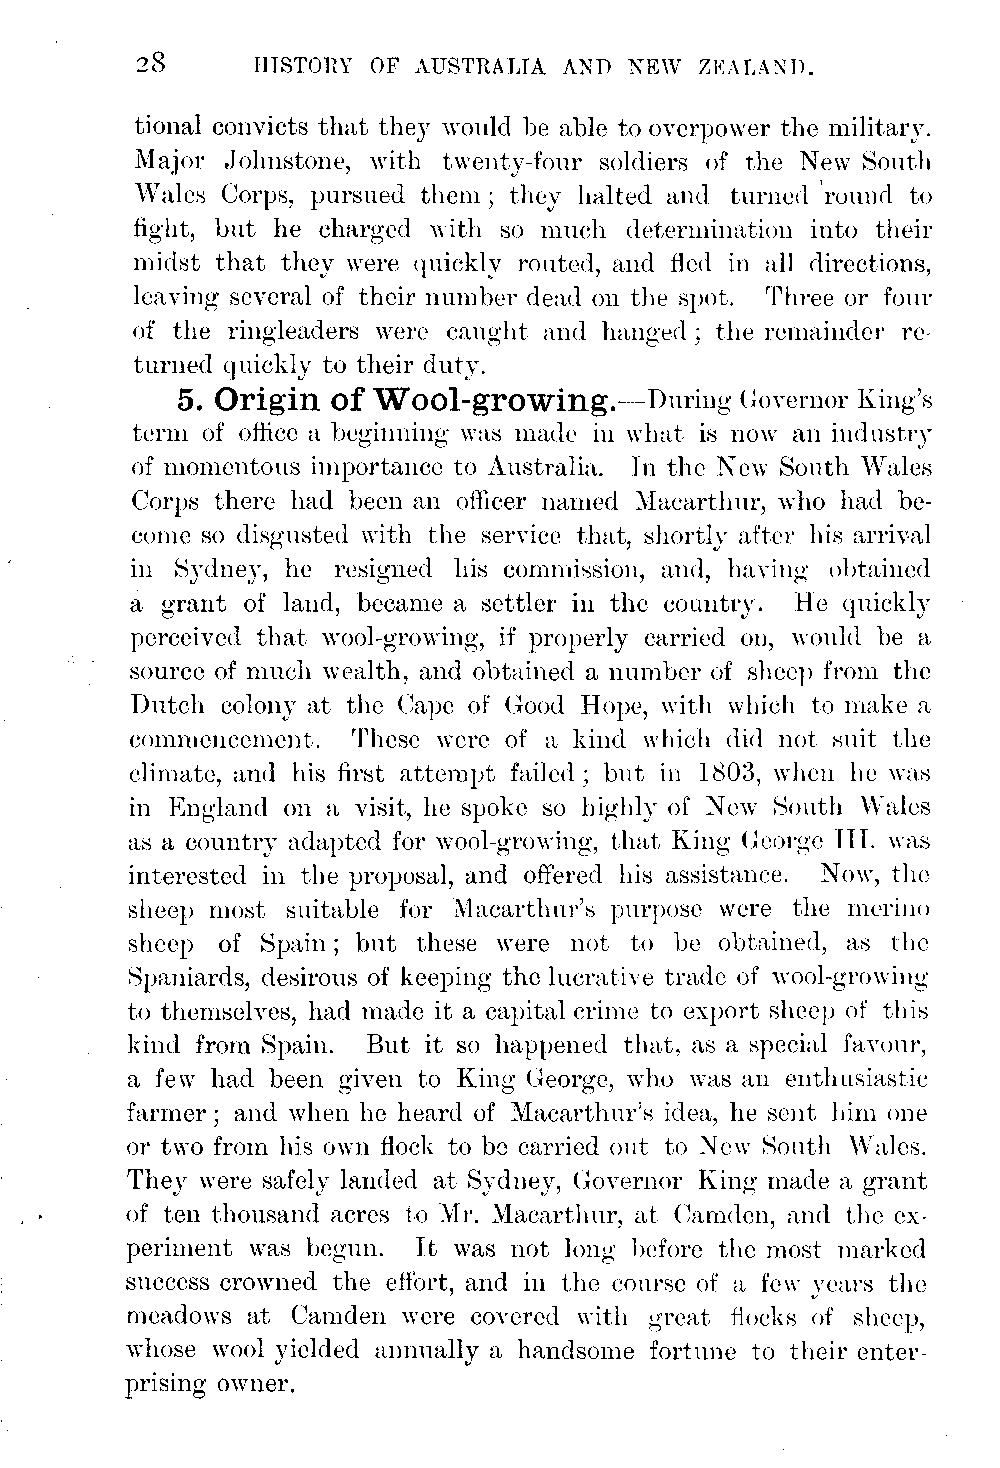 28 HISTORY OF AUSTRALIA AND NEW ZEALAND.
tional convicts that they would be able to overpower the military.
Major Johnstone, with twenty-four soldiers of the New South
Wales Corps, pursued them; they halted and turned 'round to
fight, but he charged with so much determination into their
midst that they were quickly routed, and fled in all directions,
leaving several of their number dead on the spot. Three or four
of the ringleaders were caught and hanged; the remainder re-
turned quickly to their duty.
5. Origin of Wool-growing.—During Governor King's
term of office a beginning was made in what is now an industry
of momentous importance to Australia. In the New South Wales
Corps there had been an officer named Macarthur, who had be-
come so disgusted with the service that, shortly after his arrival
in Sydney, he resigned his commission, and, having obtained
a grant of land, became a settler in the country. He quickly
perceived that wool-growing, if properly carried on, would be a
source of much wealth, and obtained a number of sheep from the
Dutch colony at the Cape of Good Hope, with which to make a
commencement. These were of a kind which did not suit the
climate, and his first attempt failed; but in 1803, when he was
in England on a visit, he spoke so highly of New South Wales
as a country adapted for wool-growing, that King George III. was
interested in the proposal, and offered his assistance. Now, the
sheep most suitable for Macarthur's purpose were the merino
sheep of Spain; but these were not to be obtained, as the
Spaniards, desirous of keeping the lucrative trade of wool-growing
to themselves, had made it a capital crime to export sheep of this
kind from Spain. But it so happened that, as a special favour,
a few had been given to King George, who was an enthusiastic
farmer; and when he heard of Macarthur's idea, he sent him one
or two from his own flock to be carried out to New South Wales.
They were safely landed at Sydney, Governor King made a grant
of ten thousand acres to Mr. Macarthur, at Camden, and the ex-
periment was begun. It was not long before the most marked
success crowned the effort, and in the course of a few years the
meadows at Camden were covered with great flocks of sheep,
whose wool yielded annually a handsome fortune to their enter-
prising owner.